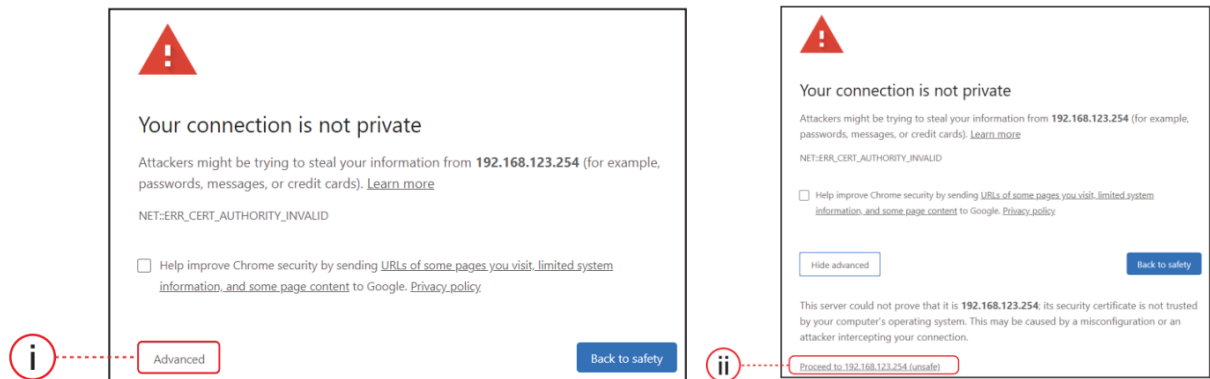 Your connection is not private
Attackers might be trying to steal your information from 192.168.123.254 (for example,
passwords, messages, or credit cards). Learn more
NET::ERR_CERT_AUTHORITY_INVALID
Help improve Chrome security by sending URLs of some pages you visit, limited system
information, and some page content to Google. Privacy policy
i
Advanced
Back to safety
Your connection is not private
Attackers might be trying to steal your information from 192.168.123.254 (for example,
passwords, messages, or credit cards). Learn more
NET::ERR_CERT_AUTHORITY_INVALID
Help improve Chrome security by sending URLs of some pages you visit, limited system
information, and some page content to Google. Privacy policy
Hide advanced
Back to safety
This server could not prove that it is 192.168.123.254; its security certificate is not trusted
by your computer's operating system. This may be caused by a misconfiguration or an
attacker intercepting your connection.
ii
Proceed to 192.168.123.254 (unsafe)